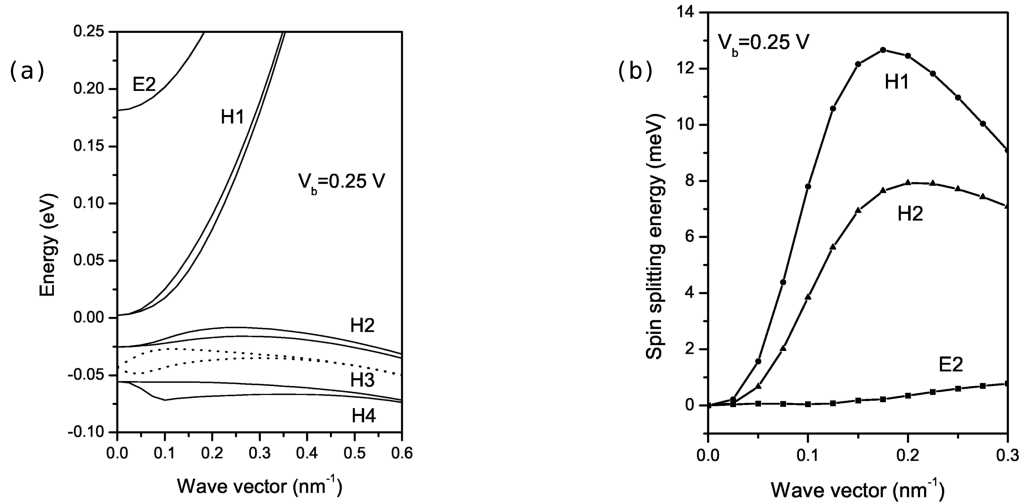 (a)
0.25
0.20
0.15
0.10
0.05
0.00
-0.05
-0.10
Energy (eV)
E2
H1
V_b=0.25 V
H2
H3
H4
0.0 0.1 0.2 0.3 0.4 0.5 0.6
Wave vector (nm⁻¹)
(b)
14
12
10
8
6
4
2
0
Spin splitting energy (meV)
V_b=0.25 V
H1
H2
E2
0.0 0.1 0.2 0.3
Wave vector (nm⁻¹)